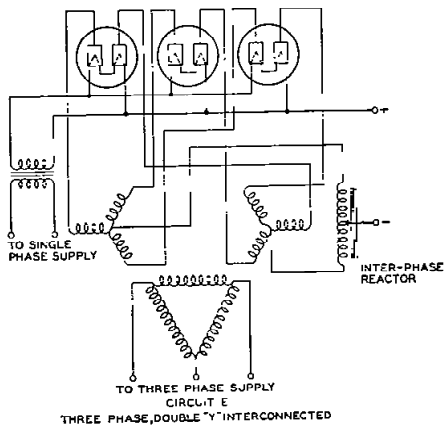 +
-
TO SINGLE
PHASE SUPPLY
INTER-PHASE
REACTOR
TO THREE PHASE SUPPLY
CIRCUIT E
THREE PHASE, DOUBLE "Y" INTERCONNECTED